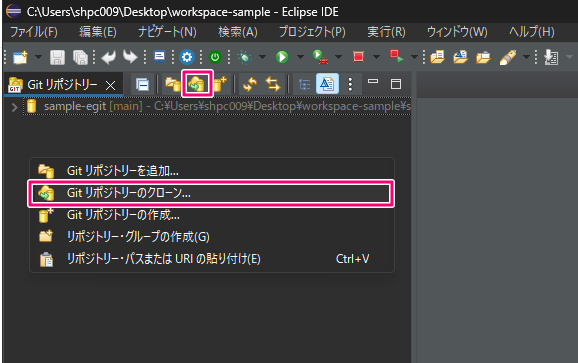 C:\Users\shpc009\Desktop\workspace-sample - Eclipse IDE
ファイル(F) 編集(E) ナビゲート(N) 検索(A) プロジェクト(P) 実行(R) ウィンドウ(W) ヘルプ(H)
Git リポジトリー
sample-egit [main] - C:¥Users¥shpc009¥Desktop¥workspace-sample¥s
Git リポジトリーを追加...
Git リポジトリーのクローン...
Git リポジトリーの作成...
リポジトリー・グループの作成(G)
リポジトリー・パスまたは URI の貼り付け(E) Ctrl+V